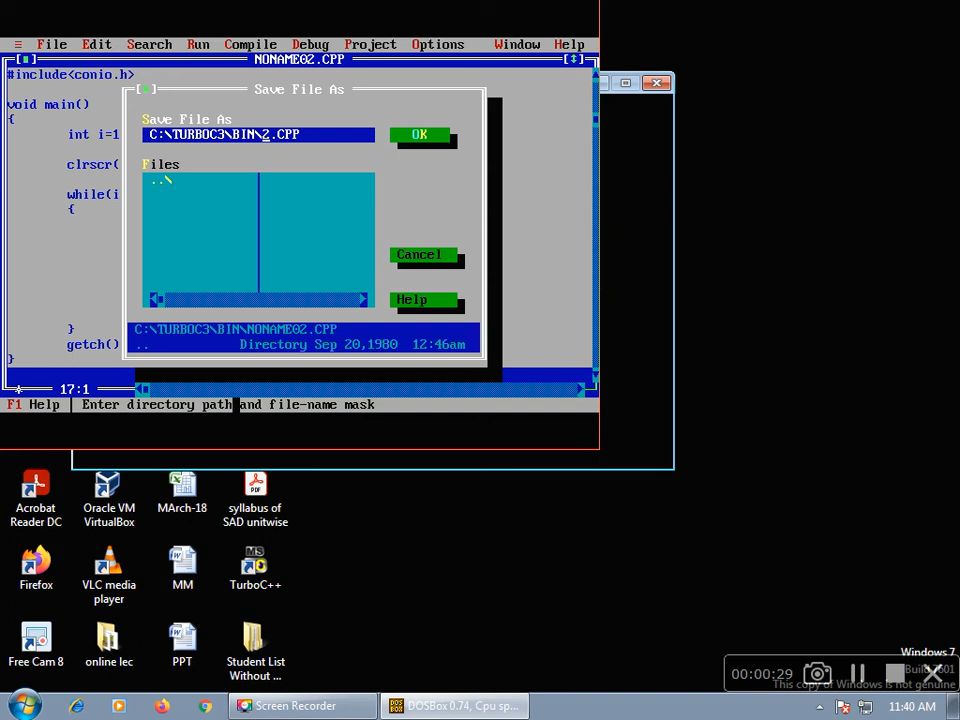 ≡ File Edit Search Run Compile Debug Project Options Window Help
NONAME02.CPP
#include<conio.h>
void main()
{
int i=1
clrscr(
while(i
{
}
getch()
}
17:1
Save File As
Save File As
C:\TURBOC3\BIN\2.CPP
OK
Files
..\
Cancel
Help
C:\TURBOC3\BIN\NONAME02.CPP
.. Directory Sep 20,1980 12:46am
F1 Help Enter directory path and file-name mask
Acrobat Reader DC
Oracle VM VirtualBox
MArch-18
syllabus of SAD unitwise
Firefox
VLC media player
MM
MS
TurboC++
Free Cam 8
online lec
PPT
Student List Without ...
Windows 7
Build 7601
This copy of Windows is not genuine
00:00:29
Screen Recorder
DOSBox 0.74, Cpu sp...
11:40 AM